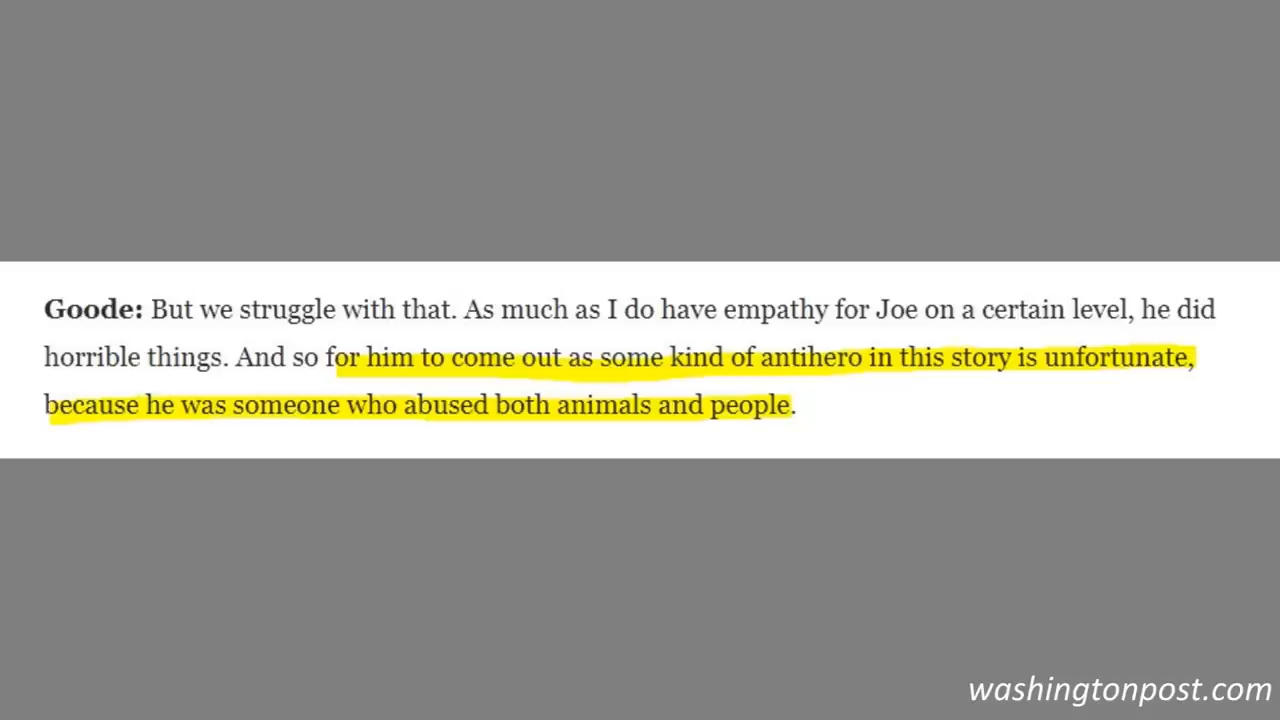 Goode: But we struggle with that. As much as I do have empathy for Joe on a certain level, he did
horrible things. And so for him to come out as some kind of antihero in this story is unfortunate,
because he was someone who abused both animals and people.
washingtonpost.com